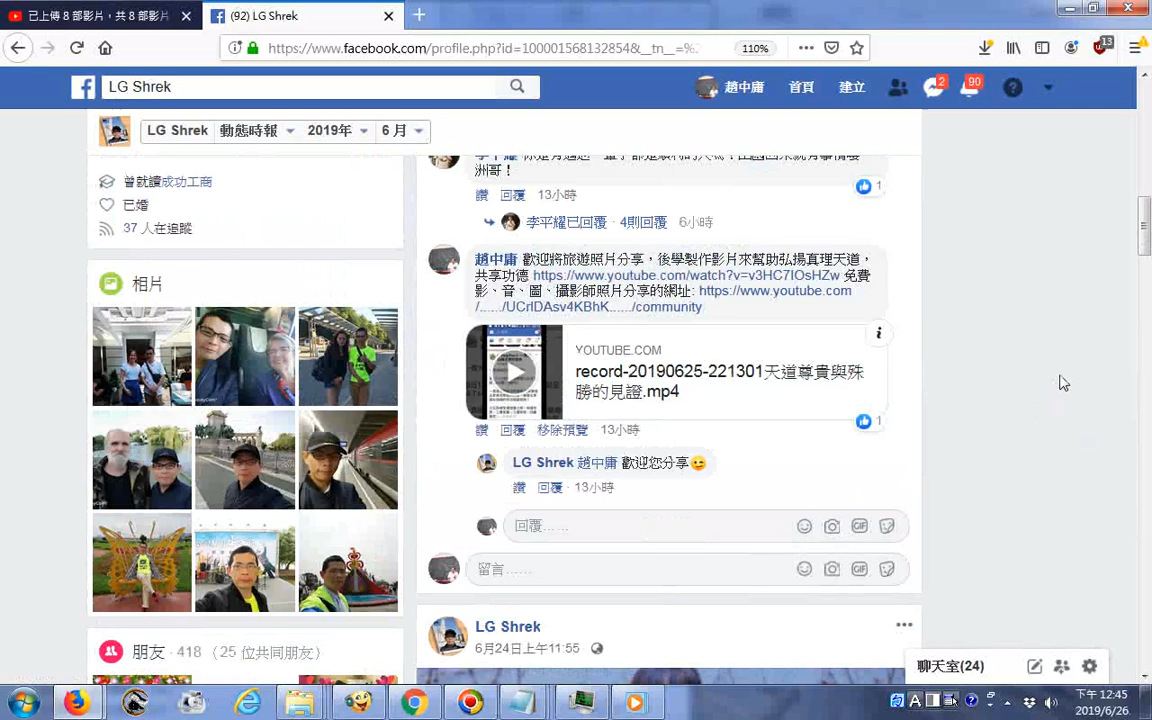 已上傳 8 部影片，共 8 部影片
(92) LG Shrek
https://www.facebook.com/profile.php?id=100001568132854&__tn__=%
110%
13
LG Shrek
趙中庸
首頁
建立
2
90
LG Shrek
動態時報
2019年
6 月
曾就讀成功工商
已婚
37 人在追蹤
相片
朋友 · 418 （25 位共同朋友）
洲哥！
1
讚 回覆 13小時
李平耀已回覆 · 4則回覆 6小時
趙中庸 歡迎將旅遊照片分享，後學製作影片來幫助弘揚真理天道，
共享功德 https://www.youtube.com/watch?v=v3HC7IOsHZw 免費
影、音、圖、攝影師照片分享的網址: https://www.youtube.com
/……/UCrlDAsv4KBhK……/community
YOUTUBE.COM
record-20190625-221301天道尊貴與殊
勝的見證.mp4
1
讚 回覆 移除預覽 13小時
LG Shrek 趙中庸 歡迎您分享
讚 回覆 · 13小時
回覆……
GIF
留言……
GIF
LG Shrek
6月24日上午11:55
聊天室(24)
下午 12:45
2019/6/26